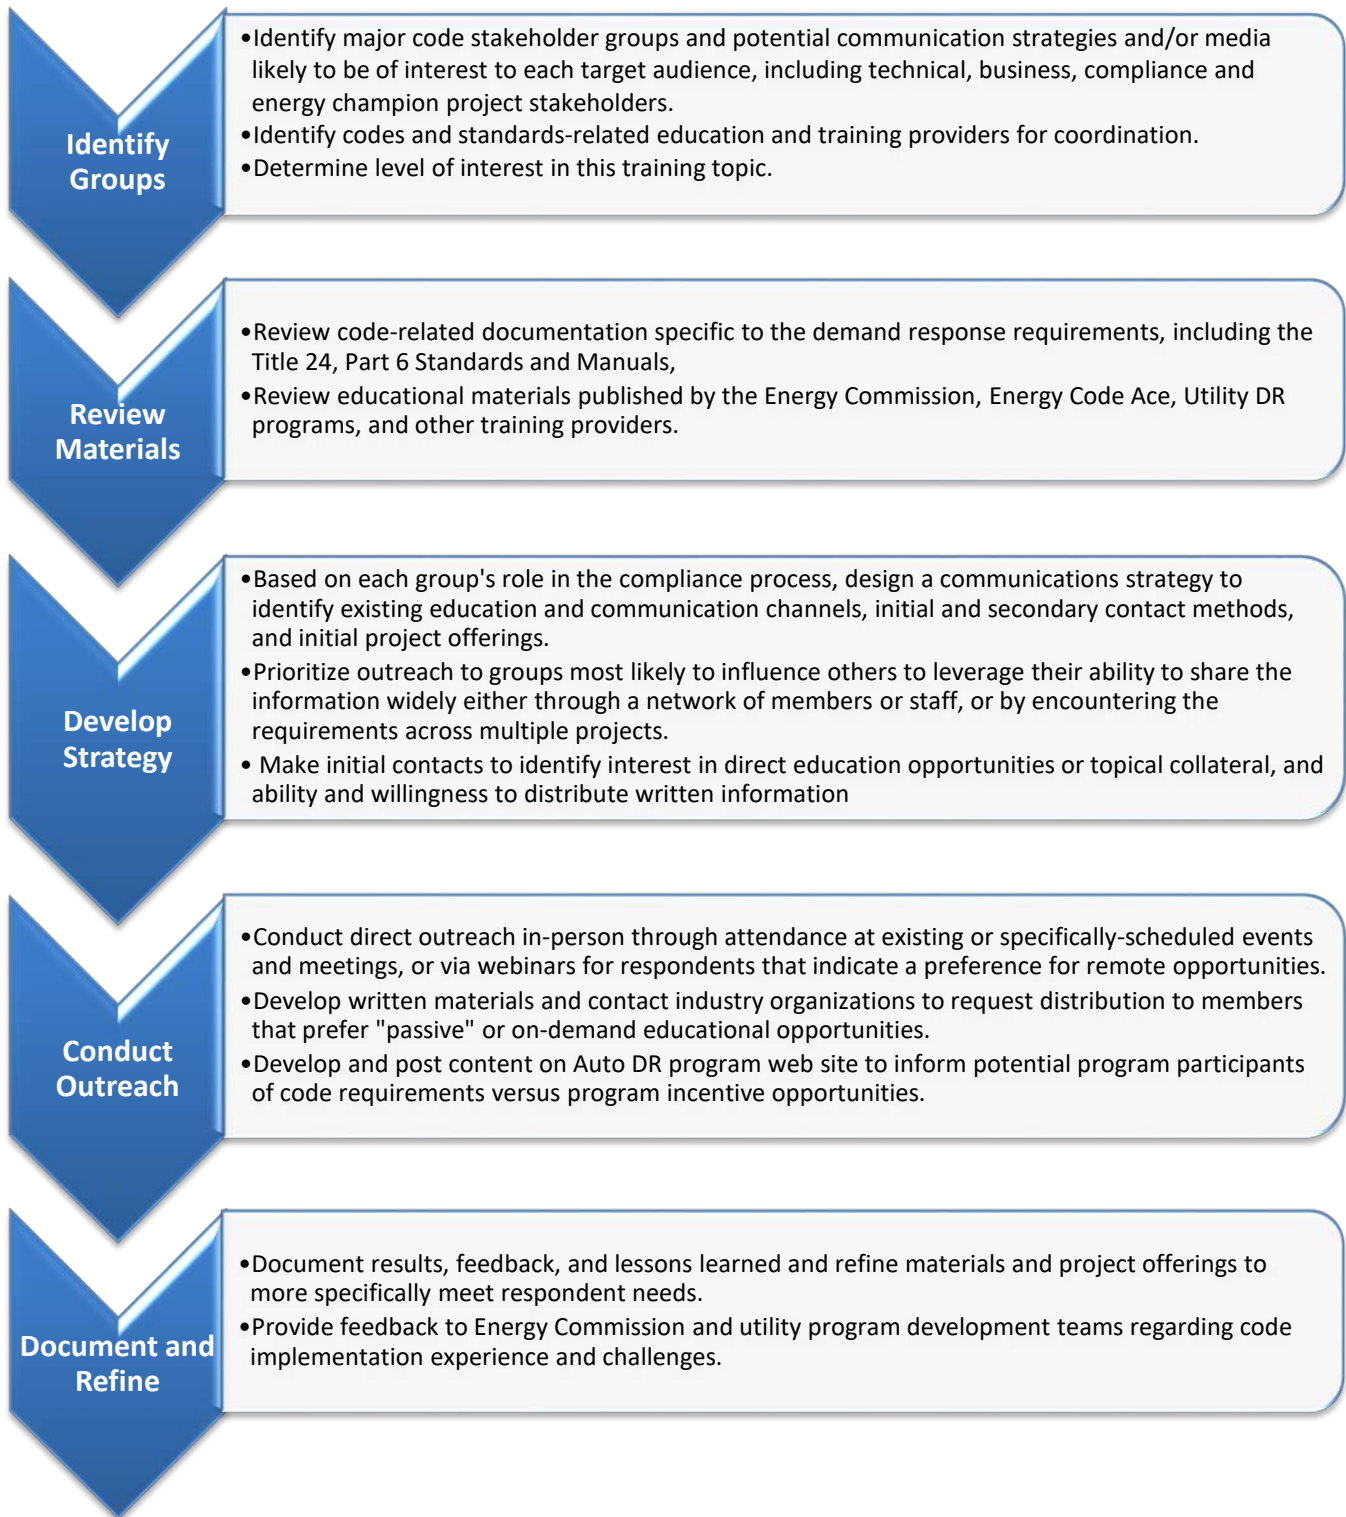 •Identify major code stakeholder groups and potential communication strategies and/or media
likely to be of interest to each target audience, including technical, business, compliance and
energy champion project stakeholders.
•Identify codes and standards-related education and training providers for coordination.
•Determine level of interest in this training topic.
Identify
Groups
•Review code-related documentation specific to the demand response requirements, including the
Title 24, Part 6 Standards and Manuals,
•Review educational materials published by the Energy Commission, Energy Code Ace, Utility DR
programs, and other training providers.
Review
Materials
•Based on each group's role in the compliance process, design a communications strategy to
identify existing education and communication channels, initial and secondary contact methods,
and initial project offerings.
•Prioritize outreach to groups most likely to influence others to leverage their ability to share the
information widely either through a network of members or staff, or by encountering the
requirements across multiple projects.
• Make initial contacts to identify interest in direct education opportunities or topical collateral, and
ability and willingness to distribute written information
Develop
Strategy
•Conduct direct outreach in-person through attendance at existing or specifically-scheduled events
and meetings, or via webinars for respondents that indicate a preference for remote opportunities.
•Develop written materials and contact industry organizations to request distribution to members
that prefer "passive" or on-demand educational opportunities.
•Develop and post content on Auto DR program web site to inform potential program participants
of code requirements versus program incentive opportunities.
Conduct
Outreach
•Document results, feedback, and lessons learned and refine materials and project offerings to
more specifically meet respondent needs.
•Provide feedback to Energy Commission and utility program development teams regarding code
implementation experience and challenges.
Document and
Refine